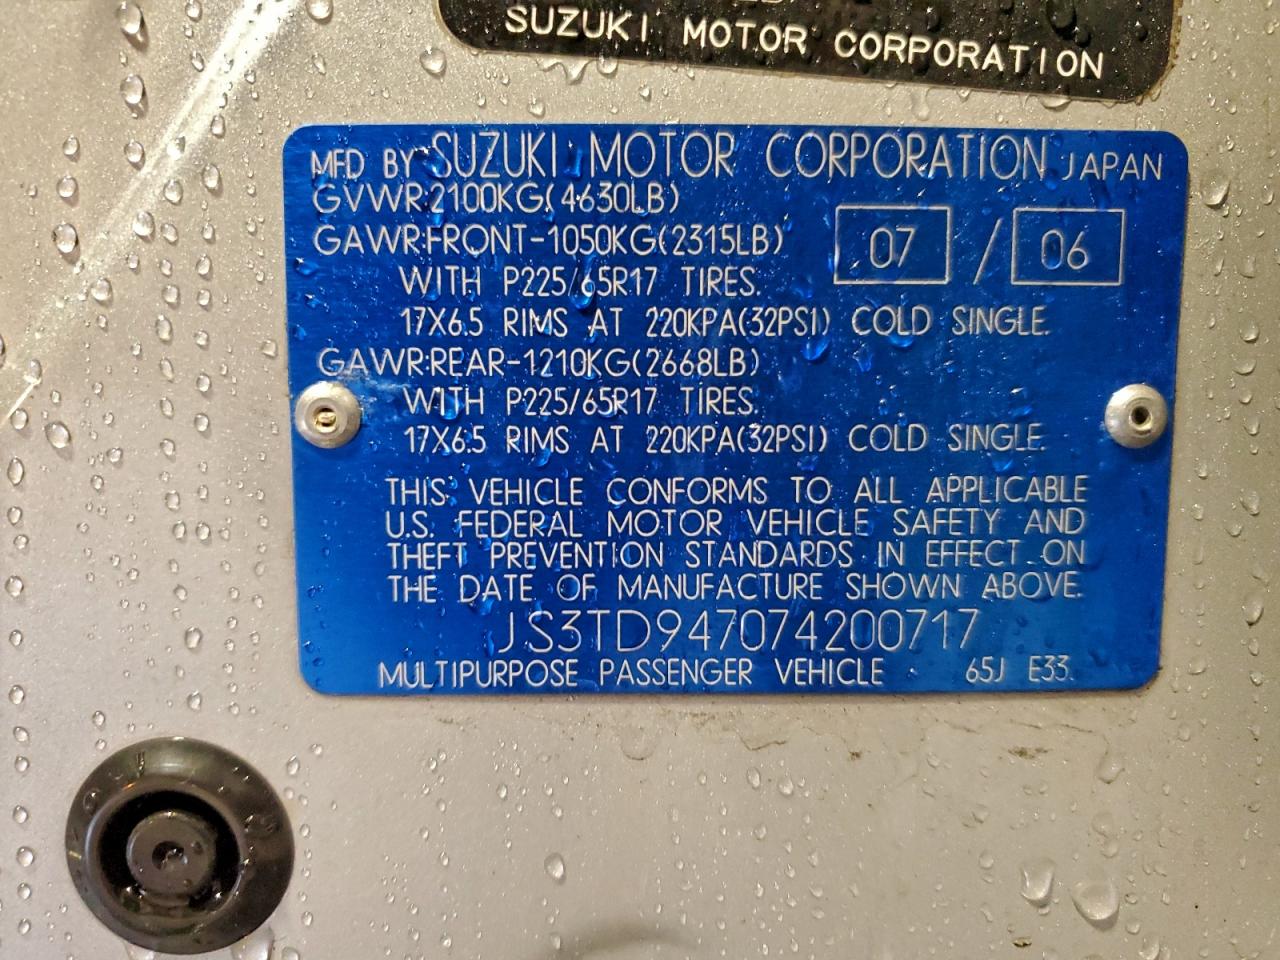 SUZUKI MOTOR CORPORATION
MFD BY SUZUKI MOTOR CORPORATION JAPAN
GVWR:2100KG(4630LB)
GAWR:FRONT-1050KG(2315LB) 07 / 06
WITH P225/65R17 TIRES.
17X6.5 RIMS AT 220KPA(32PSI) COLD SINGLE.
GAWR:REAR-1210KG(2668LB)
WITH P225/65R17 TIRES.
17X6.5 RIMS AT 220KPA(32PSI) COLD SINGLE.
THIS VEHICLE CONFORMS TO ALL APPLICABLE
U.S. FEDERAL MOTOR VEHICLE SAFETY AND
THEFT PREVENTION STANDARDS IN EFFECT ON
THE DATE OF MANUFACTURE SHOWN ABOVE.
JS3TD947074200717
MULTIPURPOSE PASSENGER VEHICLE 65J E33.